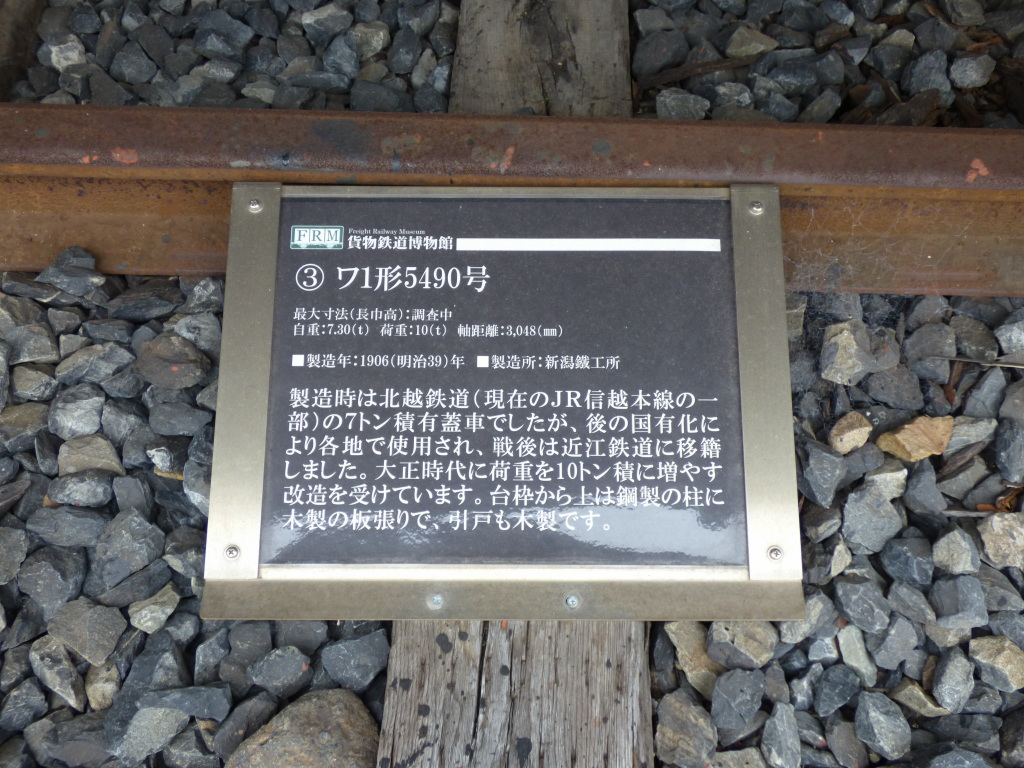 FRM Freight Railway Museum
貨物鉄道博物館
③ ワ1形5490号
最大寸法(長巾高):調査中
自重:7.30(t) 荷重:10(t) 軸距離:3,048(mm)
■製造年:1906(明治39)年 ■製造所:新潟鐵工所
製造時は北越鉄道(現在のJR信越本線の一
部)の7トン積有蓋車でしたが、後の国有化に
より各地で使用され、戦後は近江鉄道に移籍
しました。大正時代に荷重を10トン積に増やす
改造を受けています。台枠から上は鋼製の柱に
木製の板張りで、引戸も木製です。